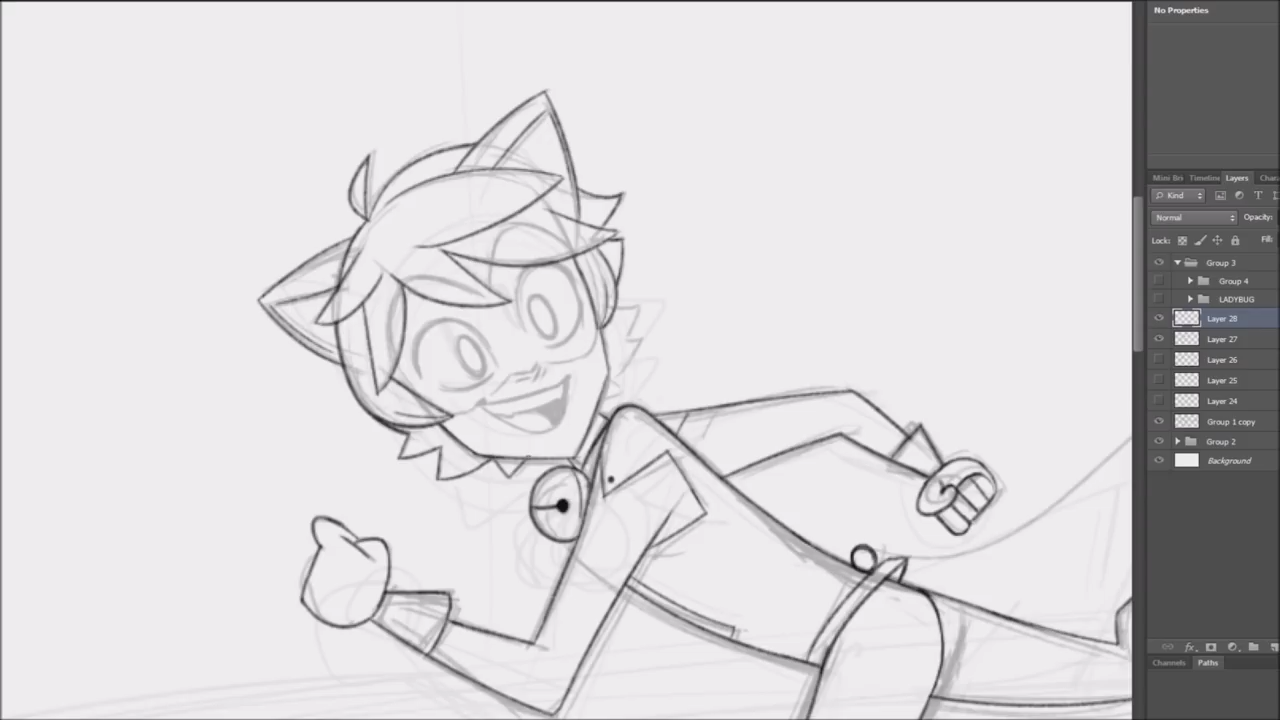 No Properties
Mini Br Timeline Layers Chara
Kind T
Normal Opacity:
Lock: Fill:
Group 3
Group 4
LADYBUG
Layer 28
Layer 27
Layer 26
Layer 25
Layer 24
Group 1 copy
Group 2
Background
fx
Channels Paths